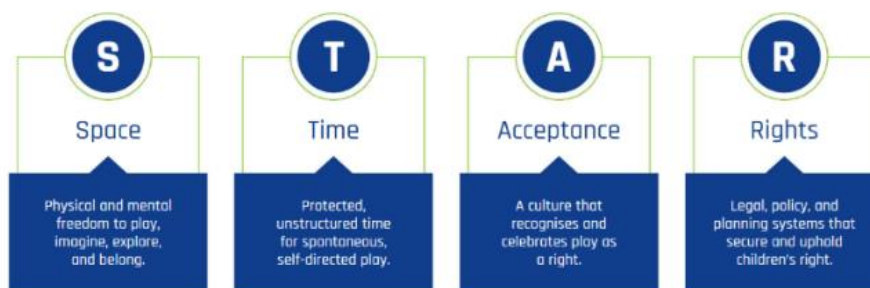 S
Space
Physical and mental
freedom to play,
imagine, explore,
and belong.
T
Time
Protected,
unstructured time
for spontaneous,
self-directed play.
A
Acceptance
A culture that
recognises and
celebrates play as
a right.
R
Rights
Legal, policy, and
planning systems that
secure and uphold
children's right.